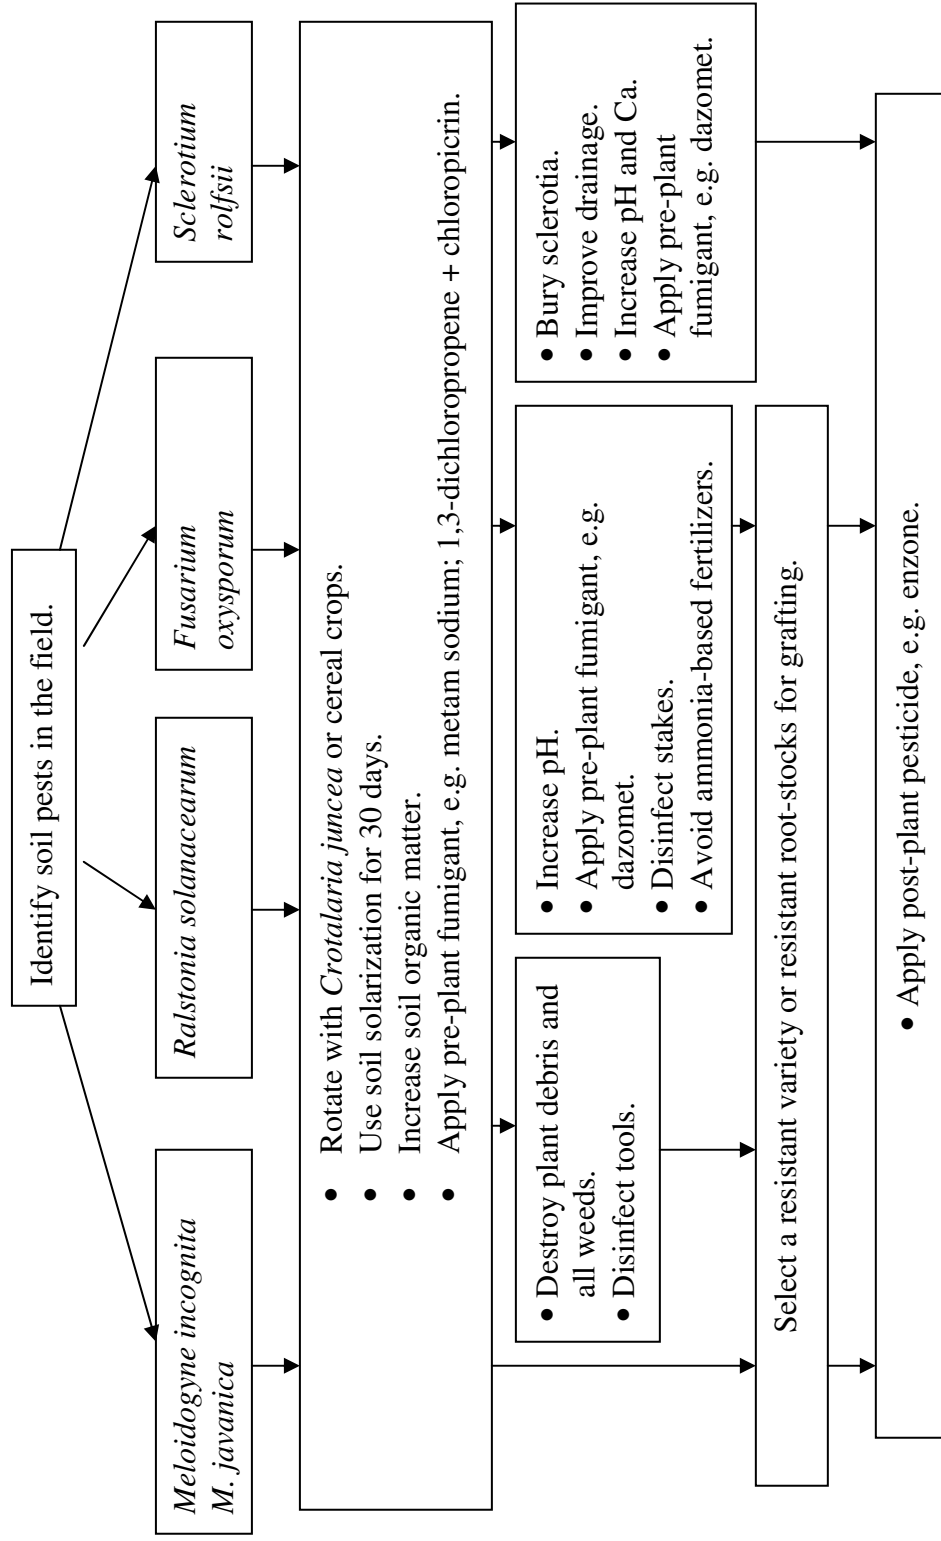 Identify soil pests in the field.
Meloidogyne incognita
M. javanica
Ralstonia solanacearum
Fusarium
oxysporum
Sclerotium
rolfsii
● Rotate with Crotalaria juncea or cereal crops.
● Use soil solarization for 30 days.
● Increase soil organic matter.
● Apply pre-plant fumigant, e.g. metam sodium; 1,3-dichloropropene + chloropicrin.
● Destroy plant debris and
all weeds.
● Disinfect tools.
● Increase pH.
● Apply pre-plant fumigant, e.g.
dazomet.
● Disinfect stakes.
● Avoid ammonia-based fertilizers.
● Bury sclerotia.
● Improve drainage.
● Increase pH and Ca.
● Apply pre-plant
fumigant, e.g. dazomet.
Select a resistant variety or resistant root-stocks for grafting.
● Apply post-plant pesticide, e.g. enzone.